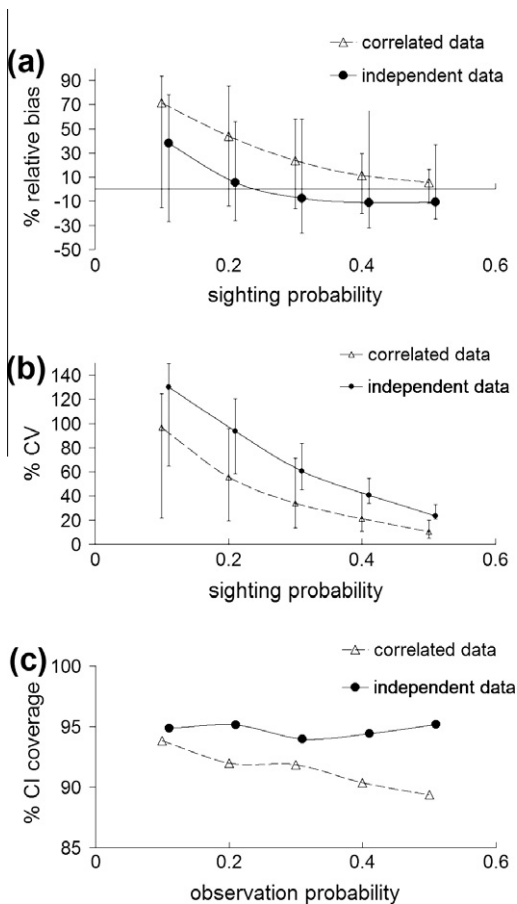 (a)
correlated data
independent data
% relative bias
90
70
50
30
10
-10
-30
-50
0
0.2
0.4
0.6
sighting probability
(b)
correlated data
independent data
% CV
140
120
100
80
60
40
20
0
0
0.2
0.4
0.6
sighting probability
(c)
correlated data
independent data
% CI coverage
100
95
90
85
0
0.2
0.4
0.6
observation probability